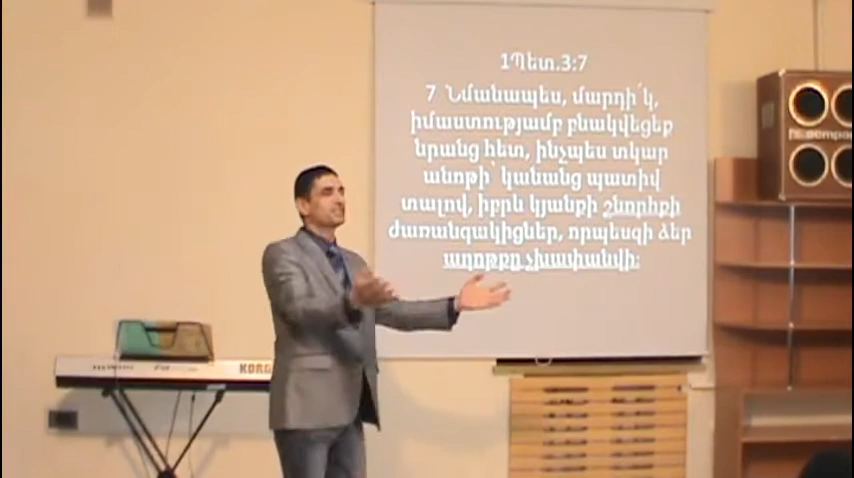 1Պետ.3:7
7 Նմանապես, մարդի՛կ,
իմաստությամբ բնակվեցեք
նրանց հետ, ինչպես տկար
անոթի՝ կանանց պատիվ
տալով, իբրև կյանքի շնորհքի
ժառանգակիցներ, որպեսզի ձեր
աղոթքը չխափանվի։
KORG